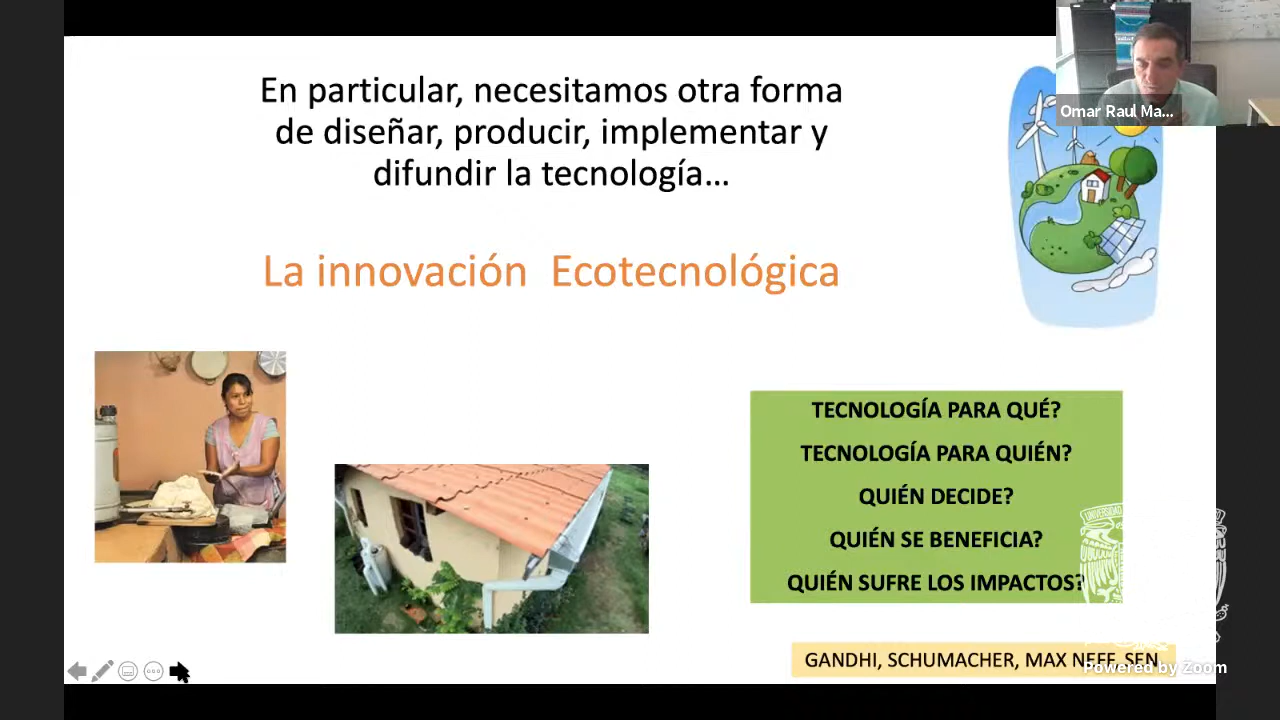 En particular, necesitamos otra forma
de diseñar, producir, implementar y
difundir la tecnología...
La innovación Ecotecnológica
Omar Raul Ma...
TECNOLOGÍA PARA QUÉ?
TECNOLOGÍA PARA QUIÉN?
QUIÉN DECIDE?
QUIÉN SE BENEFICIA?
QUIÉN SUFRE LOS IMPACTOS?
UNIVERSIDAD
GANDHI, SCHUMACHER, MAX NEEF, SEN
Powered by Zoom